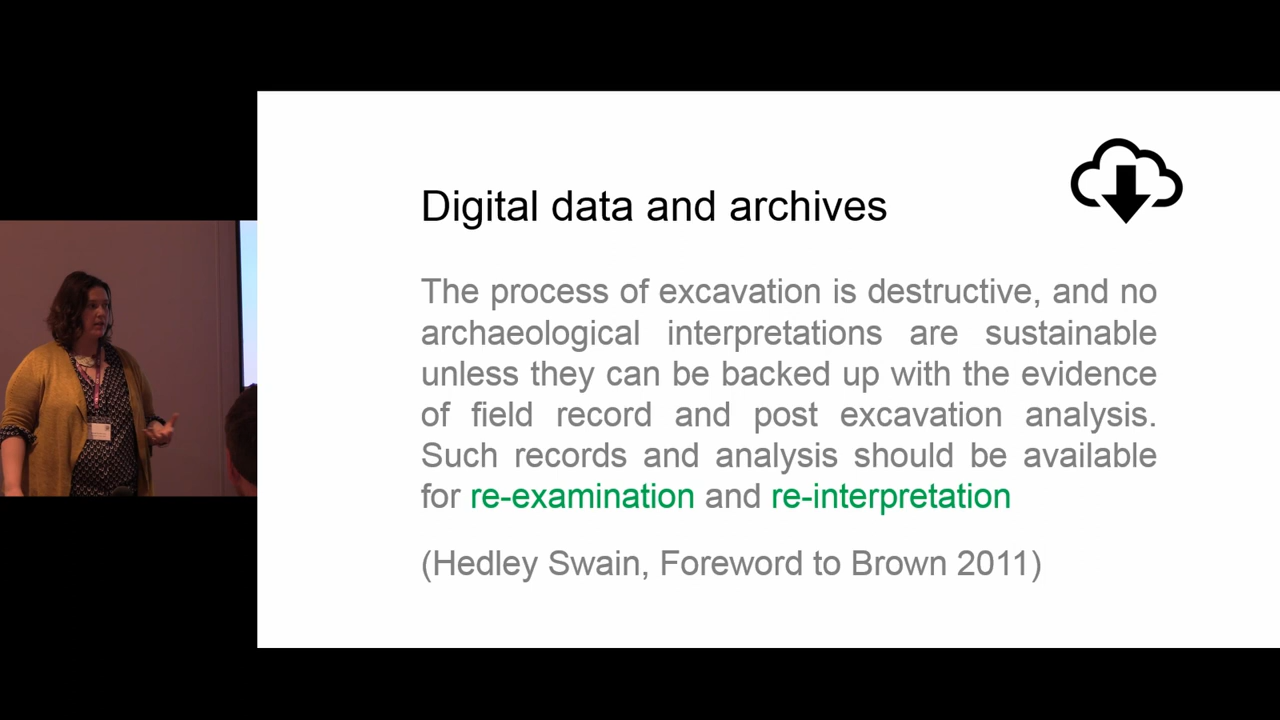 Digital data and archives
The process of excavation is destructive, and no
archaeological interpretations are sustainable
unless they can be backed up with the evidence
of field record and post excavation analysis.
Such records and analysis should be available
for re-examination and re-interpretation
(Hedley Swain, Foreword to Brown 2011)